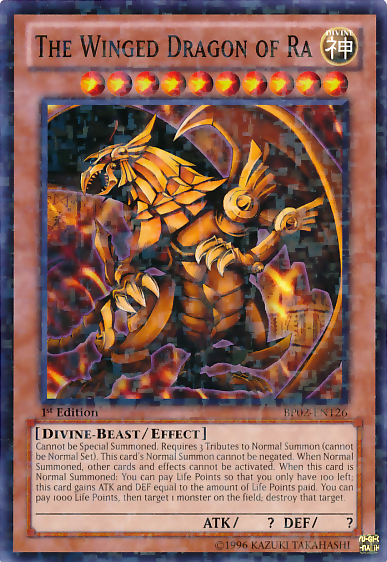 THE WINGED DRAGON OF RA
DIVINE
神
1st Edition
BP02-EN126
[DIVINE-BEAST/EFFECT]
Cannot be Special Summoned. Requires 3 Tributes to Normal Summon (cannot
be Normal Set). This card's Normal Summon cannot be negated. When Normal
Summoned, other cards and effects cannot be activated. When this card is
Normal Summoned: You can pay Life Points so that you only have 100 left;
this card gains ATK and DEF equal to the amount of Life Points paid. You can
pay 1000 Life Points, then target 1 monster on the field; destroy that target.
ATK/ ? DEF/ ?
©1996 KAZUKI TAKAHASHI